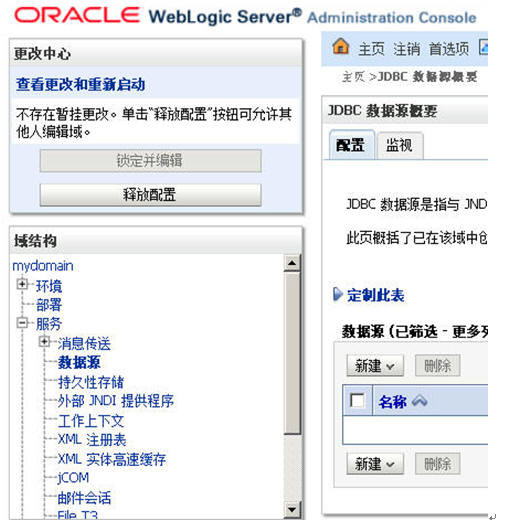 ORACLE WebLogic Server® Administration Console
更改中心
查看更改和重新启动
不存在暂挂更改。单击“释放配置”按钮可允许其
他人编辑域。
锁定并编辑
释放配置
域结构
mydomain
环境
部署
服务
消息传送
数据源
持久性存储
外部 JNDI 提供程序
工作上下文
XML 注册表
XML 实体高速缓存
jCOM
邮件会话
File T3
主页 注销 首选项
主页 >JDBC 数据源概要
JDBC 数据源概要
配置 监视
JDBC 数据源是指与 JND
此页概括了已在该域中创
定制此表
数据源 (已筛选 - 更多列
新建 删除
名称
新建 删除